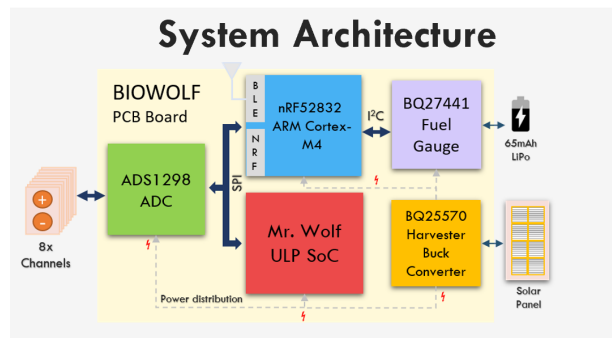 System Architecture
BIOWOLF
PCB Board
B
L
E
N
R
F
nRF52832
ARM Cortex-
M4
I²C
BQ27441
Fuel
Gauge
65mAh
LiPo
ADS1298
ADC
SPI
+
-
8x
Channels
Mr. Wolf
ULP SoC
BQ25570
Harvester
Buck
Converter
Solar
Panel
Power distribution